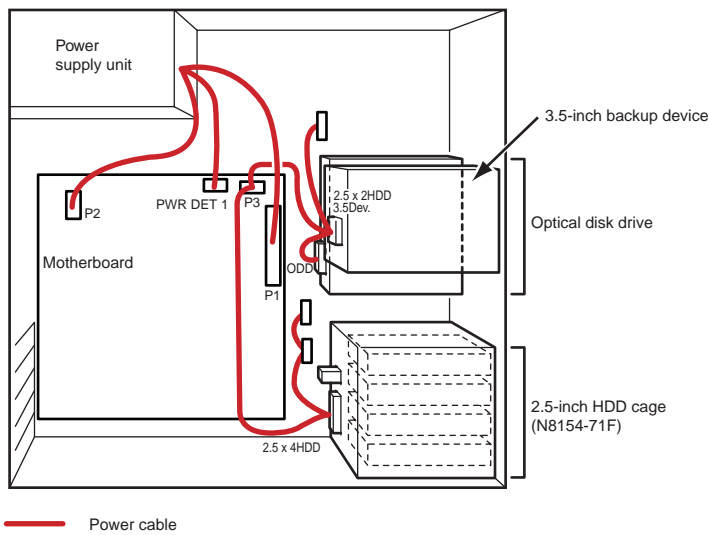 Power
supply unit
3.5-inch backup device
2.5 x 2HDD
3.5Dev.
P2
PWR DET 1
P3
Optical disk drive
Motherboard
ODD
P1
2.5-inch HDD cage
(N8154-71F)
2.5 x 4HDD
Power cable